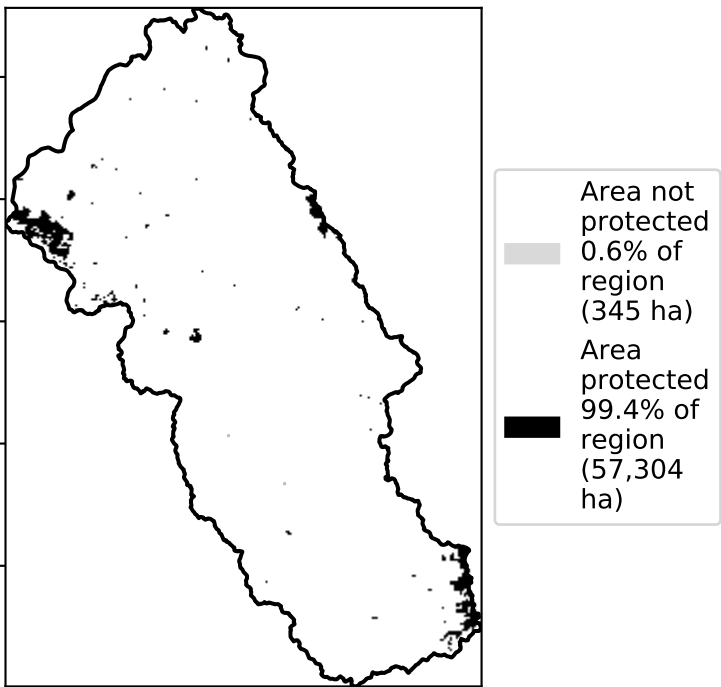 Area not
protected
0.6% of
region
(345 ha)
Area
protected
99.4% of
region
(57,304
ha)